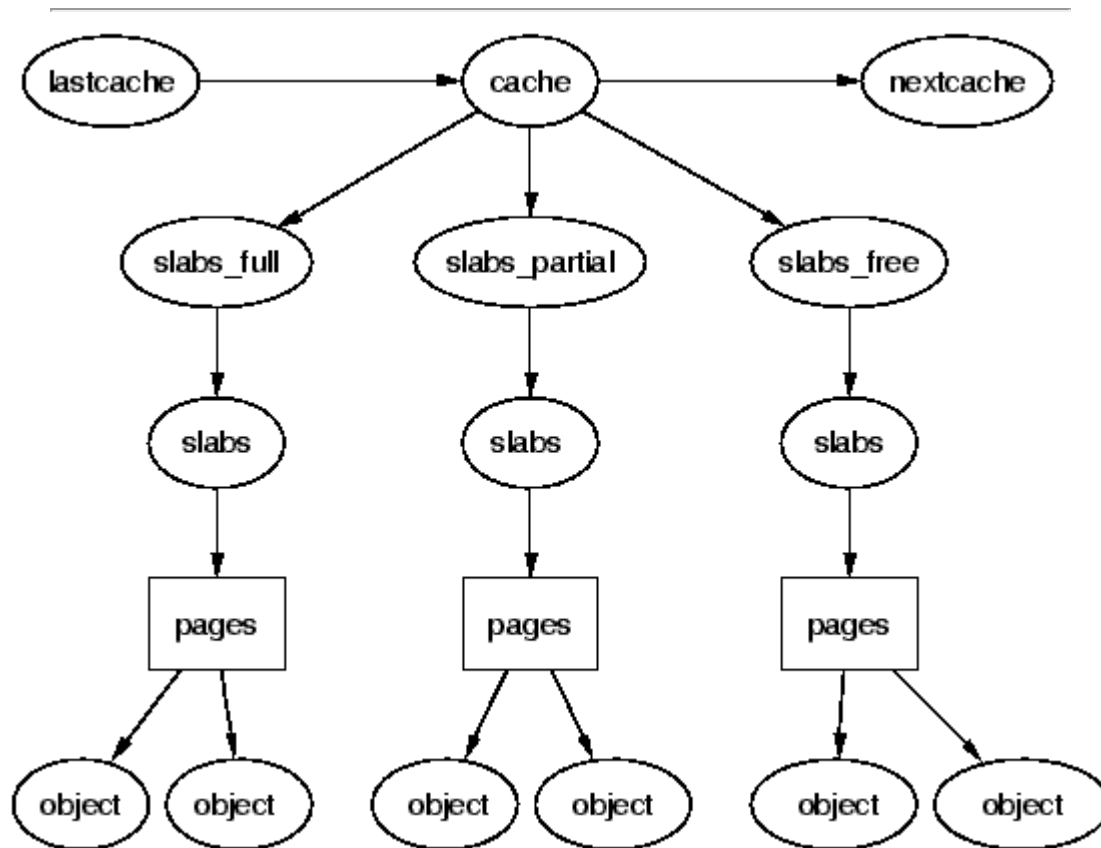 lastcache cache nextcache
slabs_full slabs_partial slabs_free
slabs slabs slabs
pages pages pages
object object object object object object